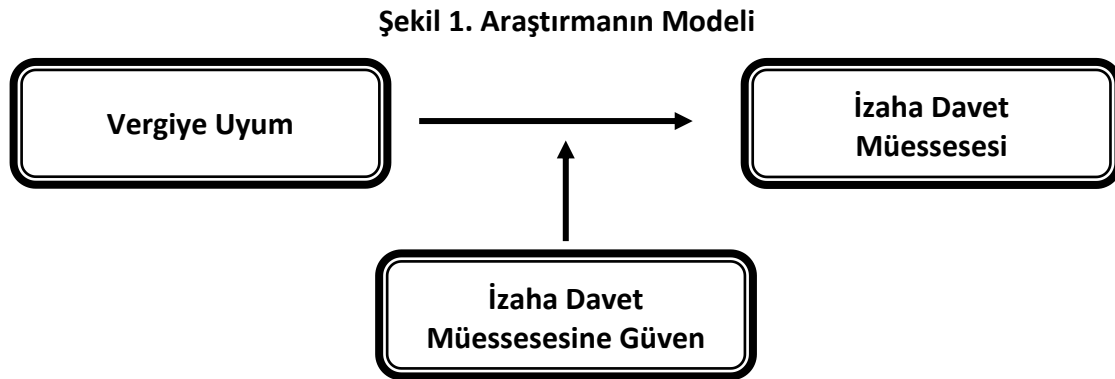 Şekil 1. Araştırmanın Modeli
Vergiye Uyum
İzaha Davet
Müessesesi
İzaha Davet
Müessesesine Güven